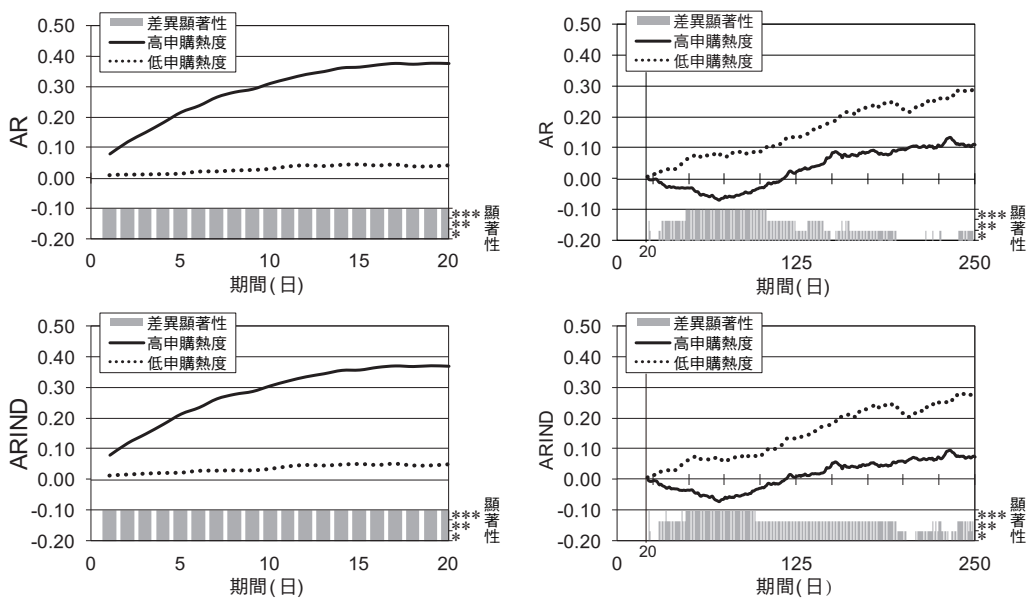 差異顯著性
高申購熱度
低申購熱度
0.50
0.40
0.30
0.20
0.10
0.00
-0.10
-0.20
AR
***
**
*
顯著性
0 5 10 15 20
期間(日)
差異顯著性
高申購熱度
低申購熱度
0.50
0.40
0.30
0.20
0.10
0.00
-0.10
-0.20
AR
***
**
*
顯著性
0 20 125 250
期間(日)
差異顯著性
高申購熱度
低申購熱度
0.50
0.40
0.30
0.20
0.10
0.00
-0.10
-0.20
ARIND
***
**
*
顯著性
0 5 10 15 20
期間(日)
差異顯著性
高申購熱度
低申購熱度
0.50
0.40
0.30
0.20
0.10
0.00
-0.10
-0.20
ARIND
***
**
*
顯著性
0 20 125 250
期間(日)